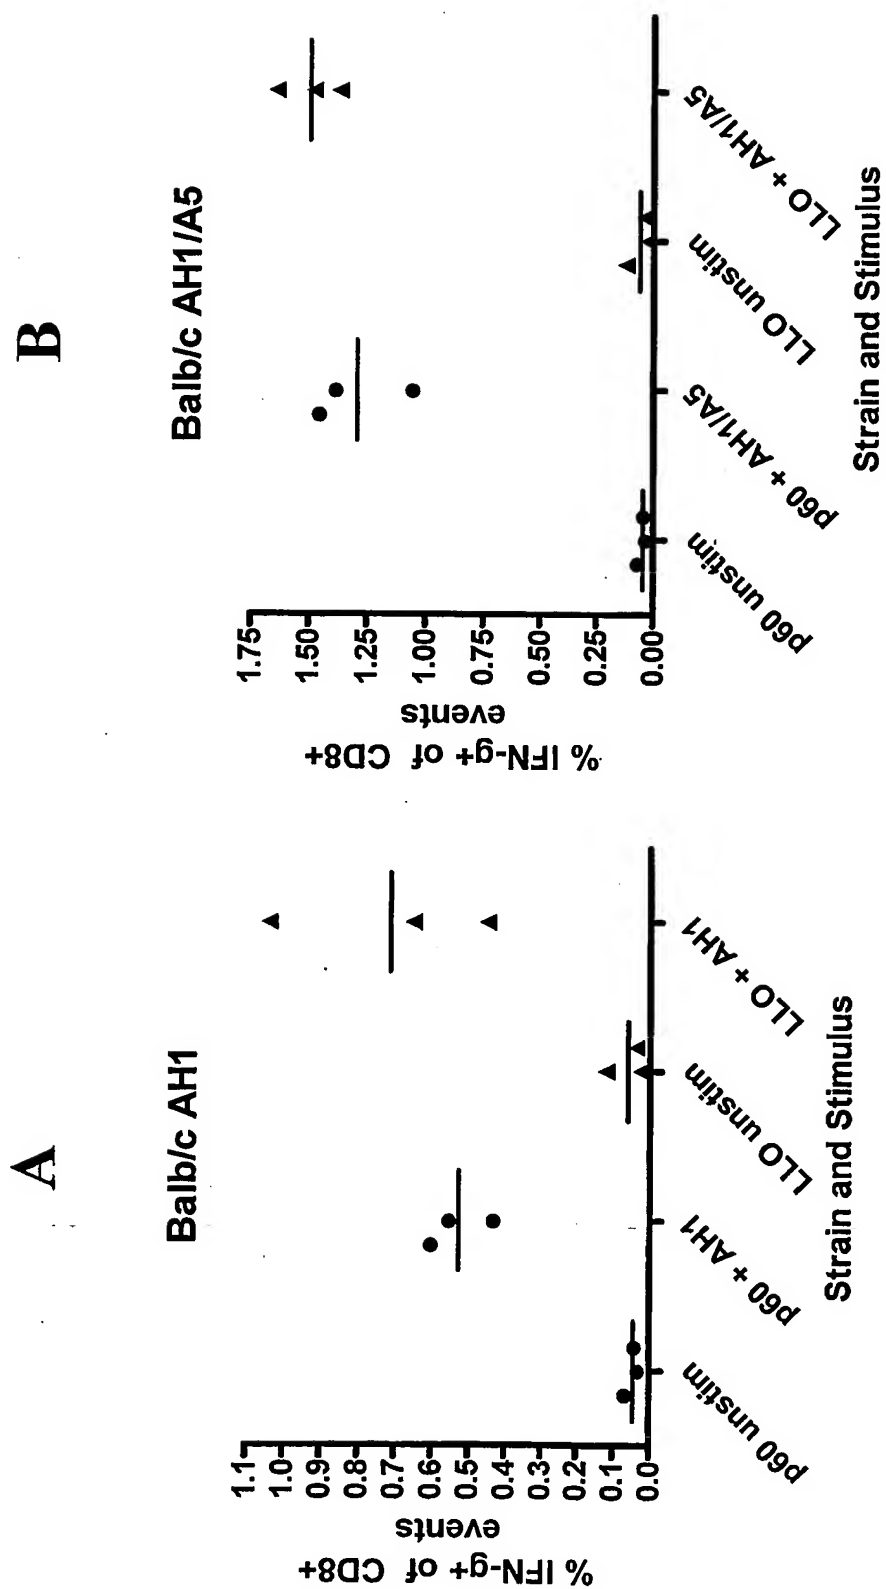 A
Balb/c AH1
% IFN-g+ of CD8+
events
1.1
1.0
0.9
0.8
0.7
0.6
0.5
0.4
0.3
0.2
0.1
0.0
p60 unstim
p60 + AH1
LLO unstim
LLO + AH1
Strain and Stimulus
B
Balb/c AH1/A5
% IFN-g+ of CD8+
events
1.75
1.50
1.25
1.00
0.75
0.50
0.25
0.00
p60 unstim
p60 + AH1/A5
LLO unstim
LLO + AH1/A5
Strain and Stimulus